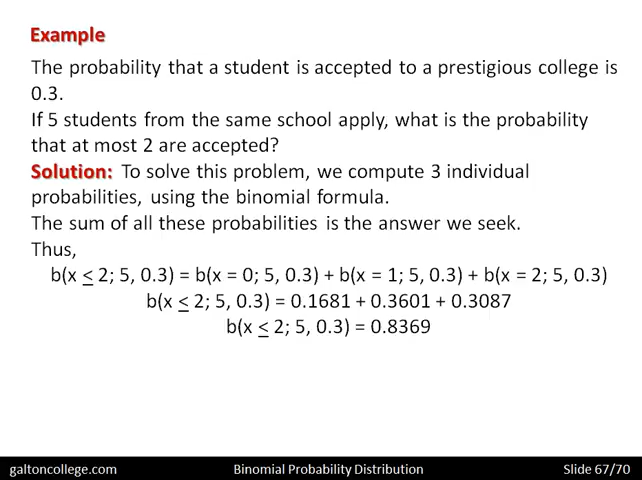 Example
The probability that a student is accepted to a prestigious college is
0.3.
If 5 students from the same school apply, what is the probability
that at most 2 are accepted?
Solution: To solve this problem, we compute 3 individual
probabilities, using the binomial formula.
The sum of all these probabilities is the answer we seek.
Thus,
b(x < 2; 5, 0.3) = b(x = 0; 5, 0.3) + b(x = 1; 5, 0.3) + b(x = 2; 5, 0.3)
b(x < 2; 5, 0.3) = 0.1681 + 0.3601 + 0.3087
b(x < 2; 5, 0.3) = 0.8369
galtoncollege.com Binomial Probability Distribution Slide 67/70